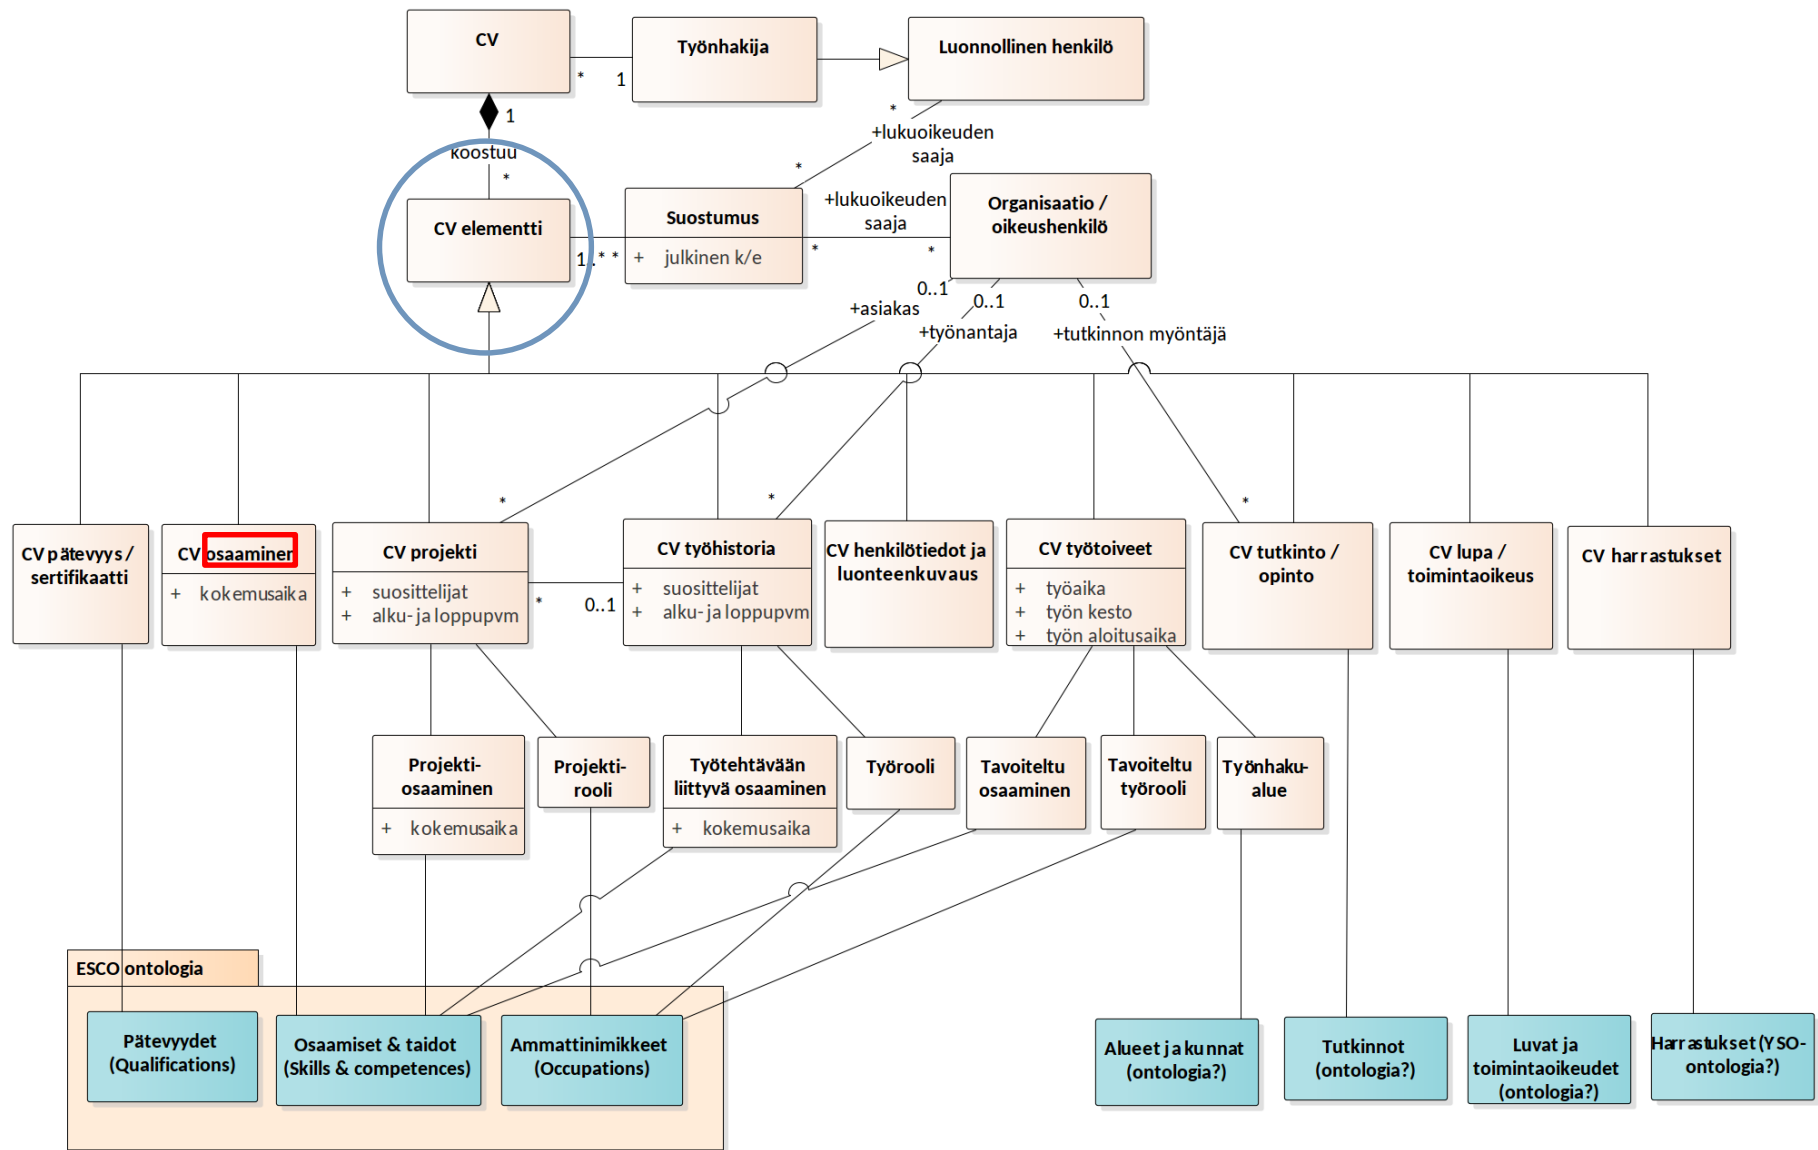 CV
Työnhakija
Luonnollinen henkilö
*
1
1
koostuu
*
*
+lukuoikeuden
saaja
*
CV elementti
1..*
*
Suostumus
+ julkinen k/e
+lukuoikeuden
saaja
*
*
Organisaatio /
oikeushenkilö
0..1
0..1
0..1
+asiakas
+työnantaja
+tutkinnon myöntäjä
*
*
*
CV pätevyys /
sertifikaatti
CV osaaminen
+ kokemusaika
CV projekti
+ suosittelijat
+ alku- ja loppupvm
*
0..1
CV työhistoria
+ suosittelijat
+ alku- ja loppupvm
CV henkilötiedot ja
luonteenkuvaus
CV työtoiveet
+ työaika
+ työn kesto
+ työn aloitusaika
CV tutkinto /
opinto
CV lupa /
toimintaoikeus
CV harrastukset
Projekti-
osaaminen
+ kokemusaika
Projekti-
rooli
Työtehtävään
liittyvä osaaminen
+ kokemusaika
Työrooli
Tavoiteltu
osaaminen
Tavoiteltu
työrooli
Työnhaku-
alue
ESCO ontologia
Pätevyydet
(Qualifications)
Osaamiset & taidot
(Skills & competences)
Ammattinimikkeet
(Occupations)
Alueet ja kunnat
(ontologia?)
Tutkinnot
(ontologia?)
Luvat ja
toimintaoikeudet
(ontologia?)
Harrastukset (YSO-
ontologia?)